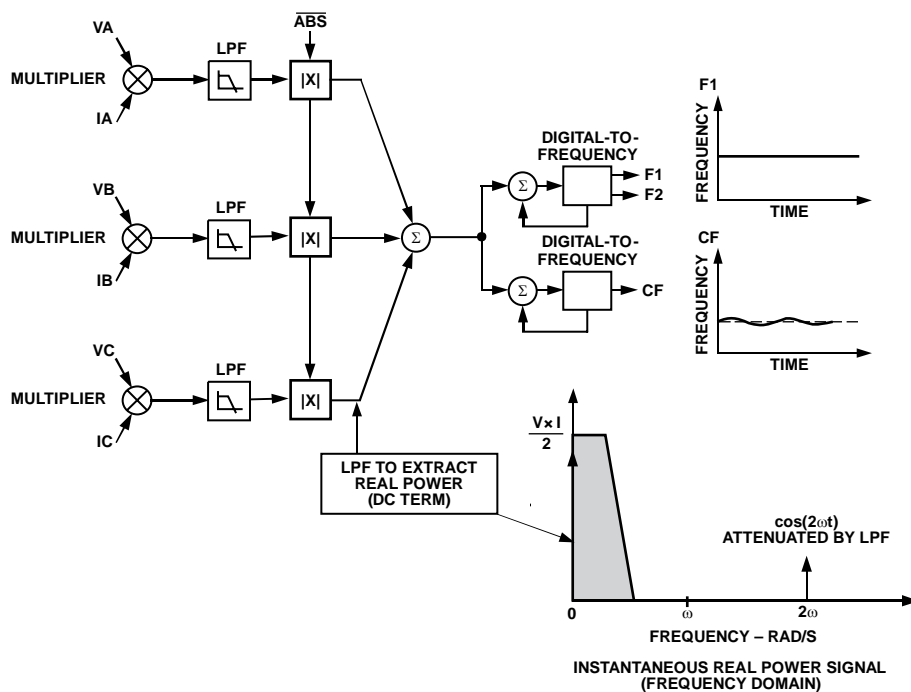 VA
MULTIPLIER
IA
LPF
ABS
|X|
VB
MULTIPLIER
IB
LPF
|X|
VC
MULTIPLIER
IC
LPF
|X|
Σ
DIGITAL-TO-
FREQUENCY
Σ
F1
F2
DIGITAL-TO-
FREQUENCY
Σ
CF
F1
FREQUENCY
TIME
CF
FREQUENCY
TIME
LPF TO EXTRACT
REAL POWER
(DC TERM)
V × I
2
cos(2ωt)
ATTENUATED BY LPF
0
ω
2ω
FREQUENCY – RAD/S
INSTANTANEOUS REAL POWER SIGNAL
(FREQUENCY DOMAIN)